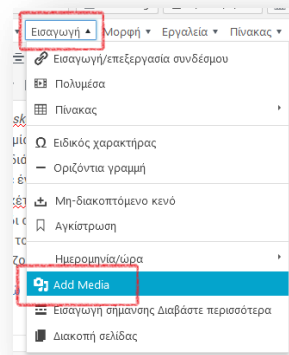 Εισαγωγή Μορφή Εργαλεία Πίνακας
Εισαγωγή/επεξεργασία συνδέσμου
Πολυμέσα
Πίνακας
Ω Ειδικός χαρακτήρας
Οριζόντια γραμμή
Μη-διακοπτόμενο κενό
Αγκίστρωση
Ημερομηνία/ώρα
Add Media
Εισαγωγή σήμανσης Διαβάστε περισσότερα
Διακοπή σελίδας